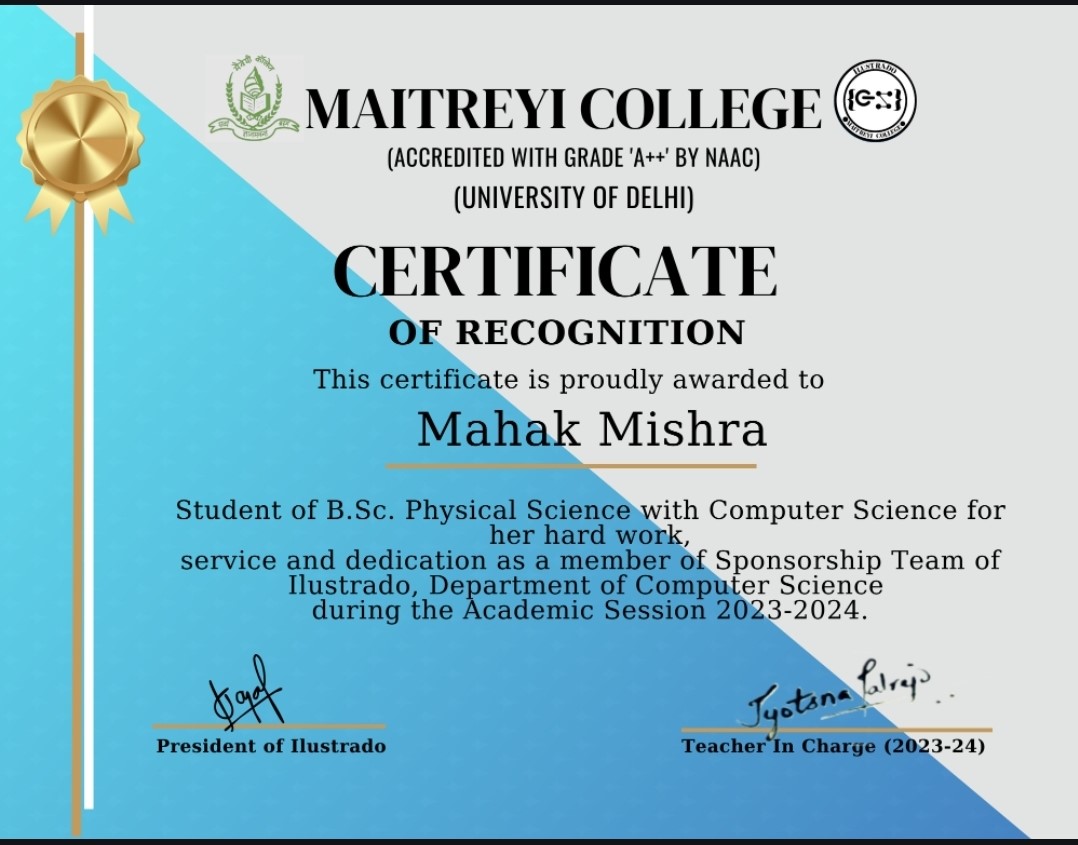 मैत्रेयी कॉलेज
MAITREYI COLLEGE
ILUSTRADO
MAITREYI COLLEGE
(ACCREDITED WITH GRADE 'A++' BY NAAC)
(UNIVERSITY OF DELHI)
CERTIFICATE
OF RECOGNITION
This certificate is proudly awarded to
Mahak Mishra
Student of B.Sc. Physical Science with Computer Science for
her hard work,
service and dedication as a member of Sponsorship Team of
Ilustrado, Department of Computer Science
during the Academic Session 2023-2024.
Jyotsna
President of Ilustrado
Teacher In Charge (2023-24)